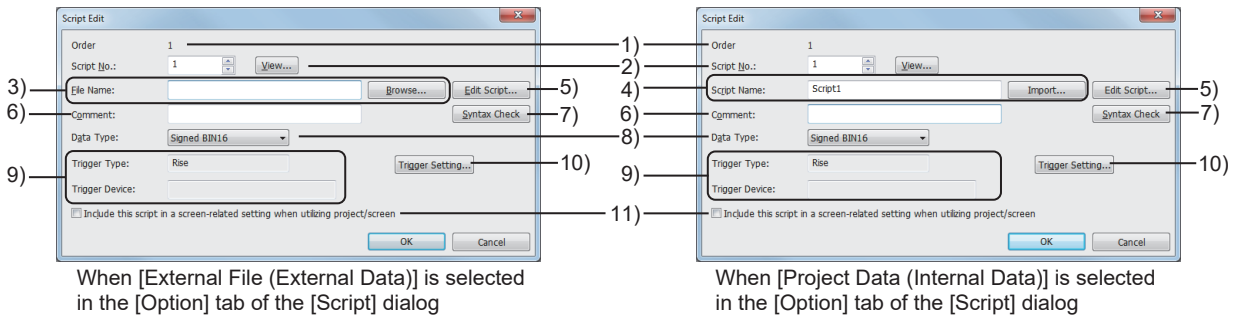 Script Edit
Order 1
Script No.: 1 View...
File Name: Browse... Edit Script...
Comment: Syntax Check
Data Type: Signed BIN16
Trigger Type: Rise Trigger Setting...
Trigger Device:
Include this script in a screen-related setting when utilizing project/screen
OK Cancel
When [External File (External Data)] is selected
in the [Option] tab of the [Script] dialog
1)
2)
3)
4)
5)
5)
6)
6)
7)
7)
8)
9)
9)
10)
10)
11)
Script Edit
Order 1
Script No.: 1 View...
Script Name: Script1 Import... Edit Script...
Comment: Syntax Check
Data Type: Signed BIN16
Trigger Type: Rise Trigger Setting...
Trigger Device:
Include this script in a screen-related setting when utilizing project/screen
OK Cancel
When [Project Data (Internal Data)] is selected
in the [Option] tab of the [Script] dialog